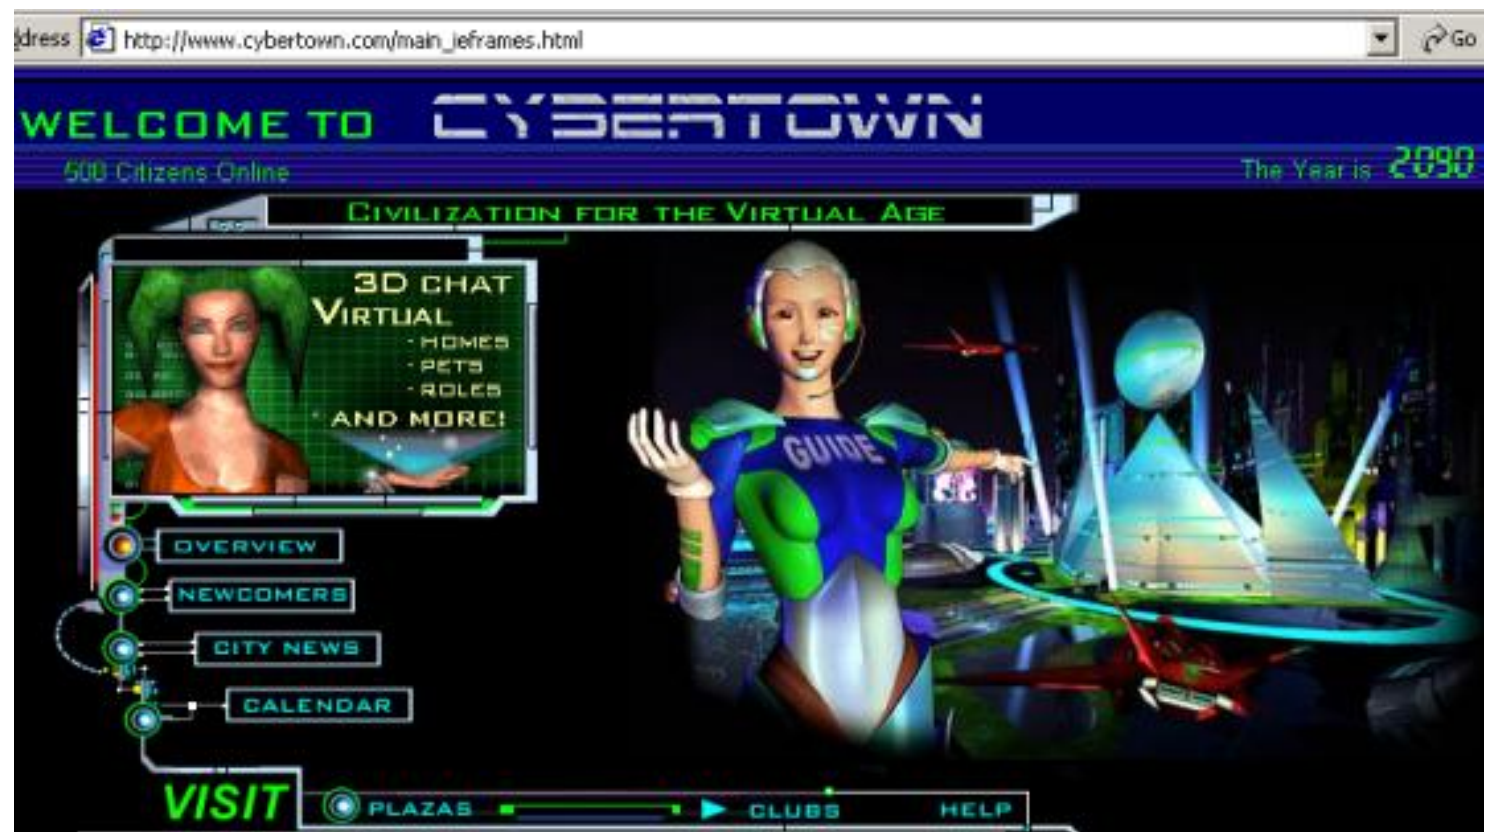 dress http://www.cybertown.com/main_ieframes.html Go
WELCOME TO CYBERTOWN
508 Citizens Online
The Year is 2090
CIVILIZATION FOR THE VIRTUAL AGE
3D CHAT
VIRTUAL
- HOMES
- PETS
- ROLES
AND MORE!
GUIDE
OVERVIEW
NEWCOMERS
CITY NEWS
CALENDAR
VISIT PLAZAS CLUBS HELP